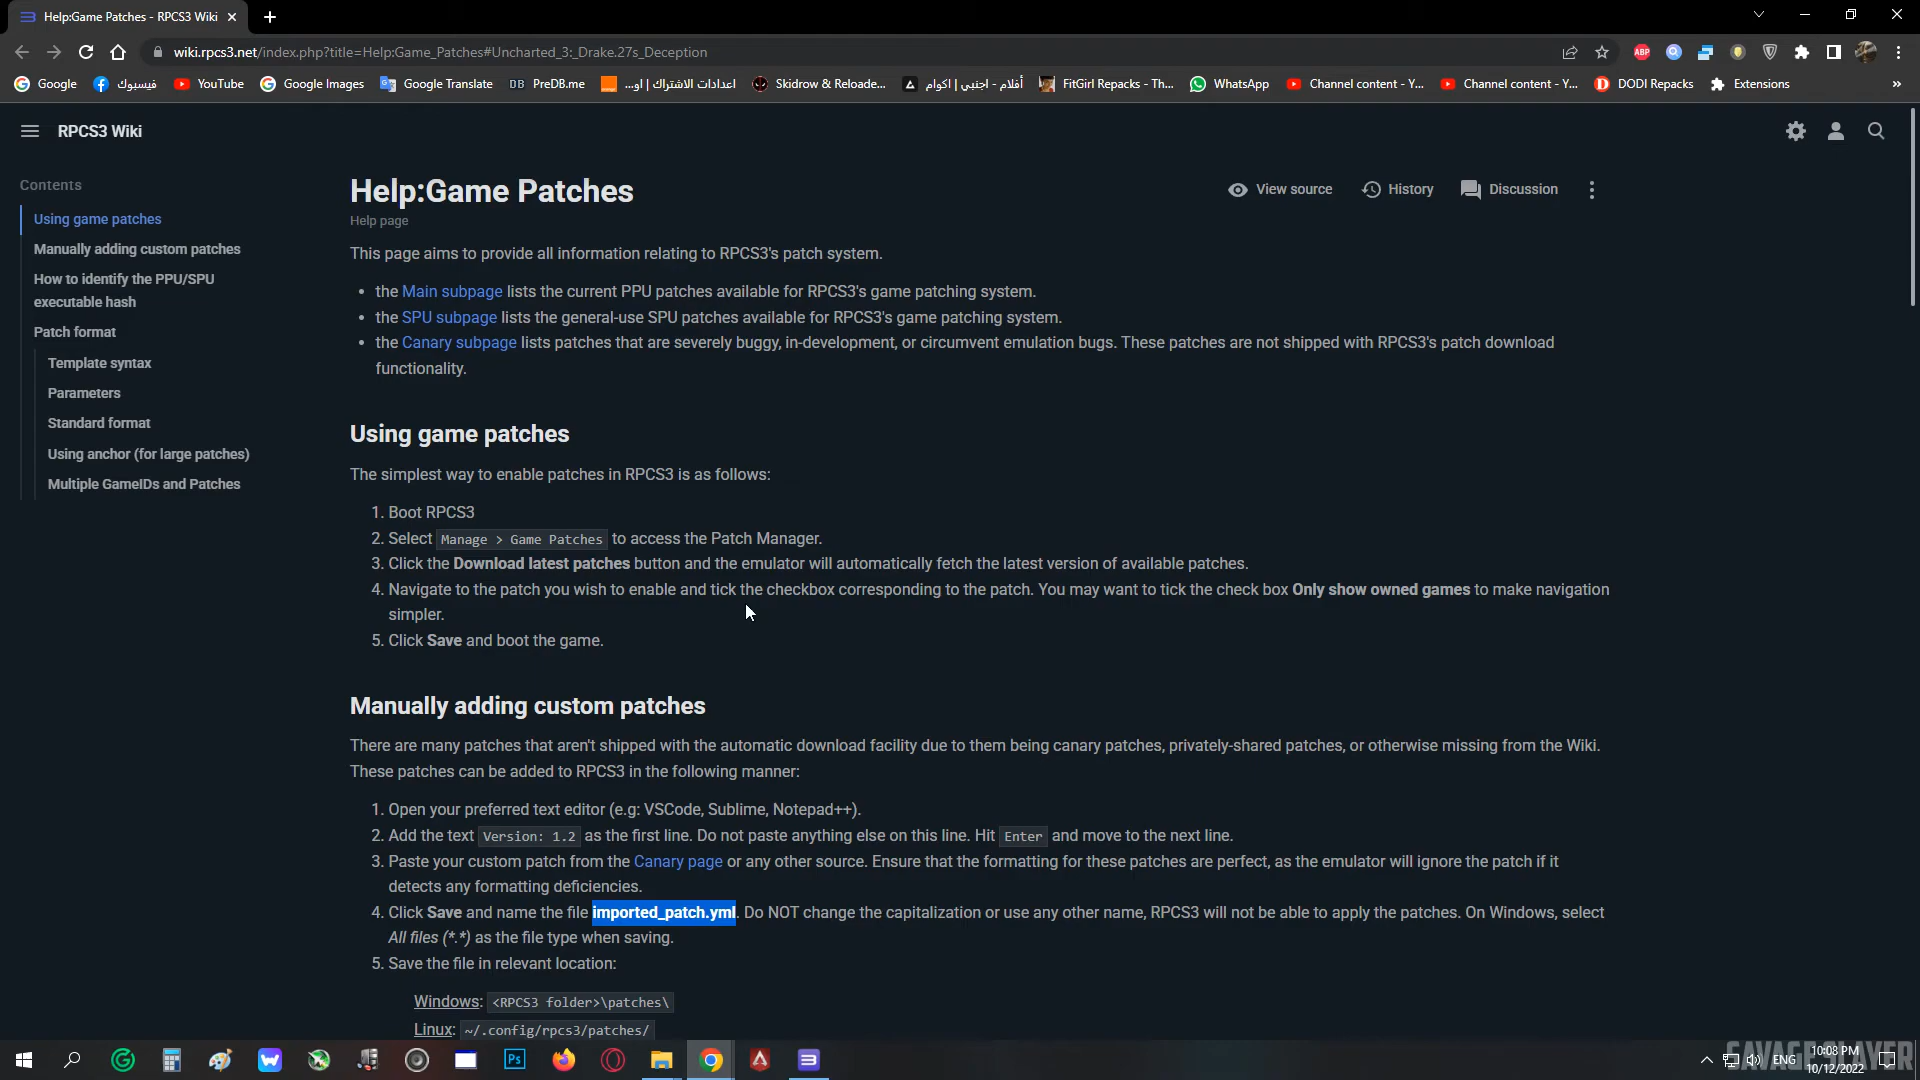 Help:Game Patches - RPCS3 Wiki
wiki.rpcs3.net/index.php?title=Help:Game_Patches#Uncharted_3:_Drake.27s_Deception
ABP
Google
فيسبوك
YouTube
Google Images
Google Translate
DB PreDB.me
اعدادات الاشتراك | او...
Skidrow & Reloade...
أفلام - اجنبي | اكوام
FitGirl Repacks - Th...
WhatsApp
Channel content - Y...
Channel content - Y...
DODI Repacks
Extensions
»
RPCS3 Wiki
Contents
Using game patches
Manually adding custom patches
How to identify the PPU/SPU
executable hash
Patch format
Template syntax
Parameters
Standard format
Using anchor (for large patches)
Multiple GameIDs and Patches
Help:Game Patches
View source
History
Discussion
Help page
This page aims to provide all information relating to RPCS3's patch system.
• the Main subpage lists the current PPU patches available for RPCS3's game patching system.
• the SPU subpage lists the general-use SPU patches available for RPCS3's game patching system.
• the Canary subpage lists patches that are severely buggy, in-development, or circumvent emulation bugs. These patches are not shipped with RPCS3's patch download
functionality.
Using game patches
The simplest way to enable patches in RPCS3 is as follows:
1. Boot RPCS3
2. Select Manage > Game Patches to access the Patch Manager.
3. Click the Download latest patches button and the emulator will automatically fetch the latest version of available patches.
4. Navigate to the patch you wish to enable and tick the checkbox corresponding to the patch. You may want to tick the check box Only show owned games to make navigation
simpler.
5. Click Save and boot the game.
Manually adding custom patches
There are many patches that aren't shipped with the automatic download facility due to them being canary patches, privately-shared patches, or otherwise missing from the Wiki.
These patches can be added to RPCS3 in the following manner:
1. Open your preferred text editor (e.g: VSCode, Sublime, Notepad++).
2. Add the text Version: 1.2 as the first line. Do not paste anything else on this line. Hit Enter and move to the next line.
3. Paste your custom patch from the Canary page or any other source. Ensure that the formatting for these patches are perfect, as the emulator will ignore the patch if it
detects any formatting deficiencies.
4. Click Save and name the file imported_patch.yml. Do NOT change the capitalization or use any other name, RPCS3 will not be able to apply the patches. On Windows, select
All files (*.*) as the file type when saving.
5. Save the file in relevant location:
Windows: <RPCS3 folder>\patches\
Linux: ~/.config/rpcs3/patches/
Ps
ENG
10:03 PM
10/12/2022
SAVAGE SLAYER